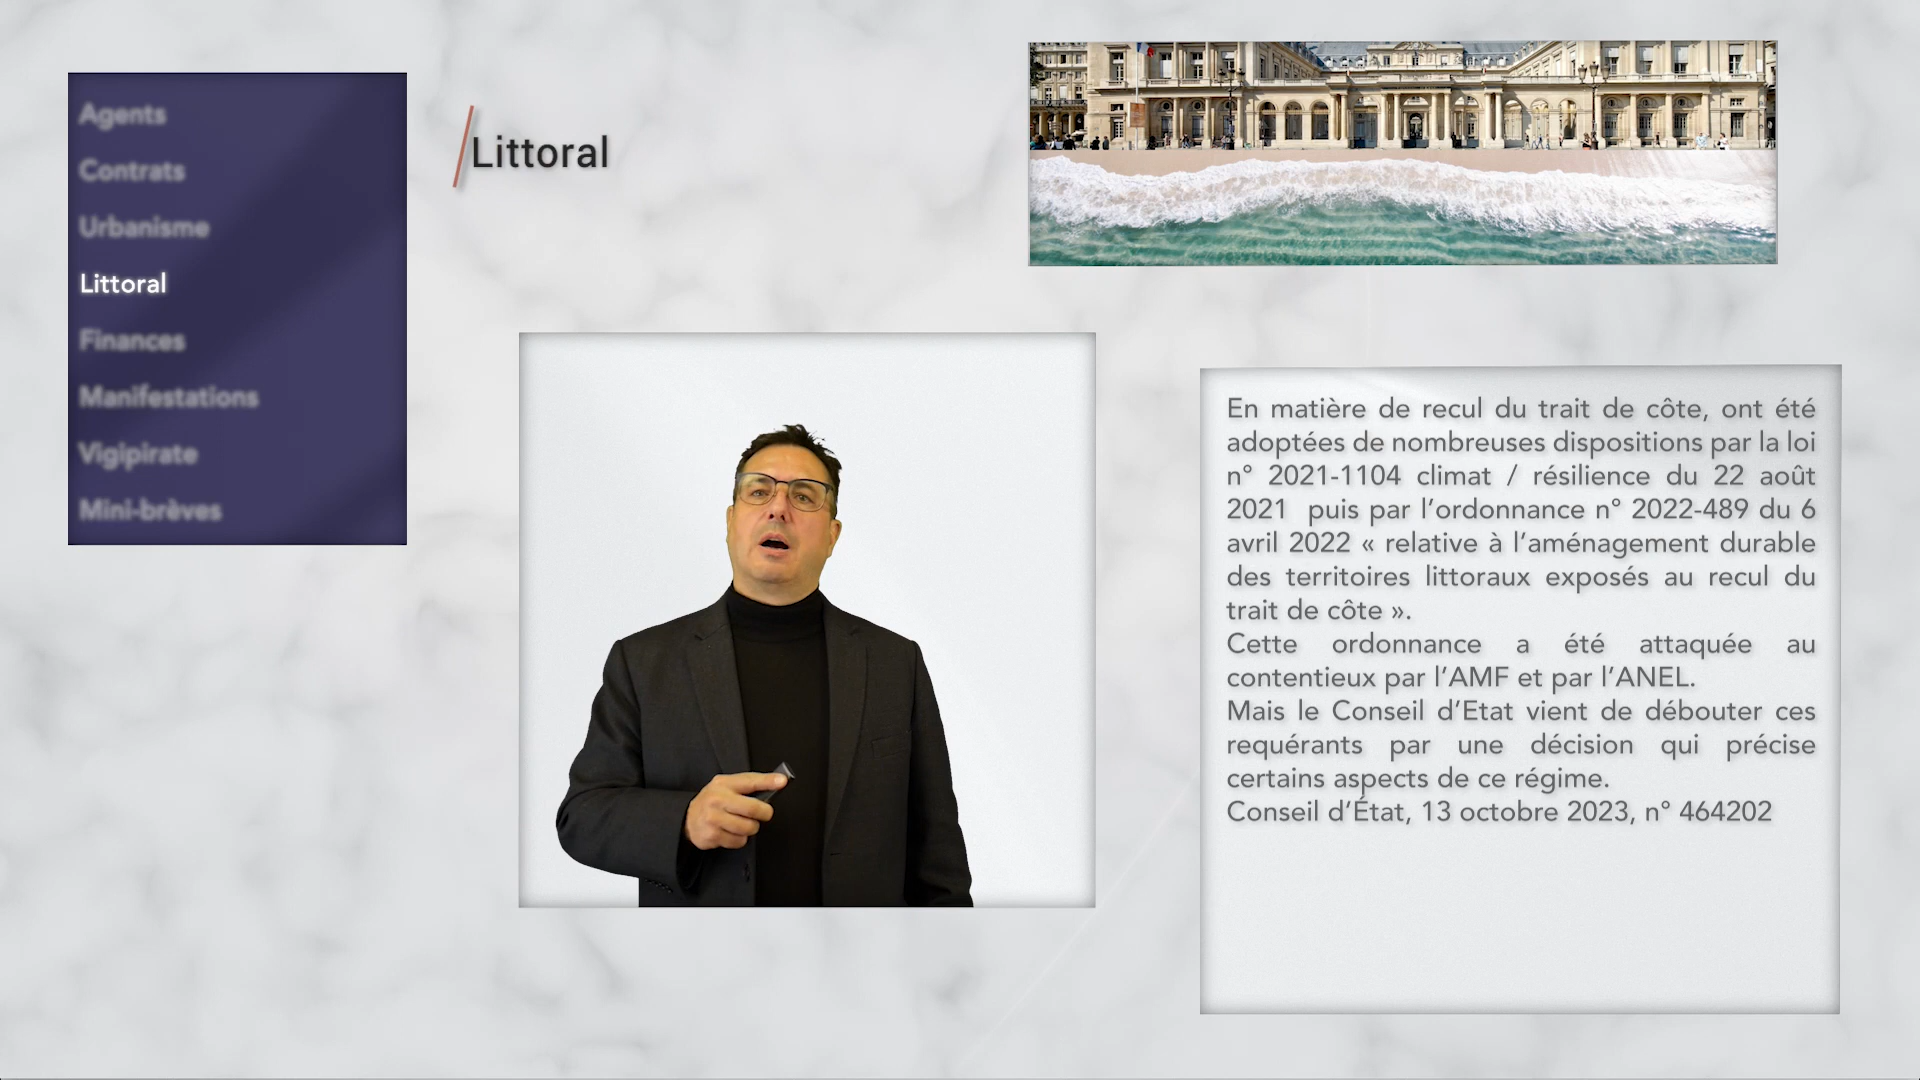 Agents
Contrats
Urbanisme
Littoral
Finances
Manifestations
Vigipirate
Mini-brèves
Littoral
En matière de recul du trait de côte, ont été
adoptées de nombreuses dispositions par la loi
n° 2021-1104 climat / résilience du 22 août
2021 puis par l’ordonnance n° 2022-489 du 6
avril 2022 « relative à l’aménagement durable
des territoires littoraux exposés au recul du
trait de côte ».
Cette ordonnance a été attaquée au
contentieux par l’AMF et par l’ANEL.
Mais le Conseil d’Etat vient de débouter ces
requérants par une décision qui précise
certains aspects de ce régime.
Conseil d’État, 13 octobre 2023, n° 464202